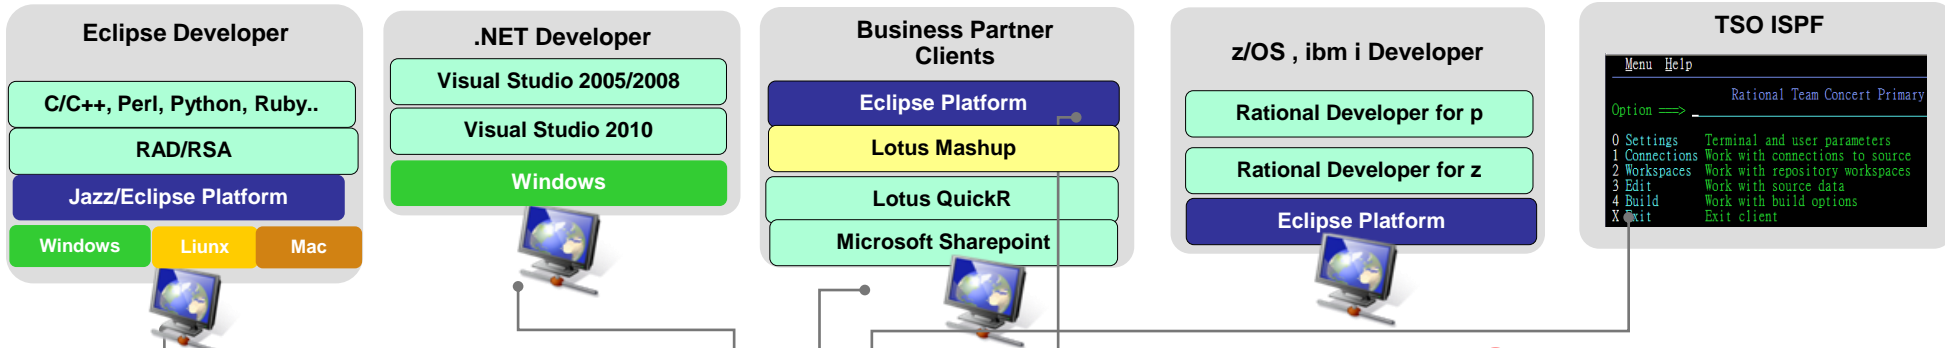 Eclipse Developer
C/C++, Perl, Python, Ruby..
RAD/RSA
Jazz/Eclipse Platform
Windows
Liunx
Mac
.NET Developer
Visual Studio 2005/2008
Visual Studio 2010
Windows
Business Partner
Clients
Eclipse Platform
Lotus Mashup
Lotus QuickR
Microsoft Sharepoint
z/OS , ibm i Developer
Rational Developer for p
Rational Developer for z
Eclipse Platform
TSO ISPF
Menu Help
Rational Team Concert Primary
Option ===> _
0 Settings Terminal and user parameters
1 Connections Work with connections to source
2 Workspaces Work with repository workspaces
3 Edit Work with source data
4 Build Work with build options
X Exit Exit client